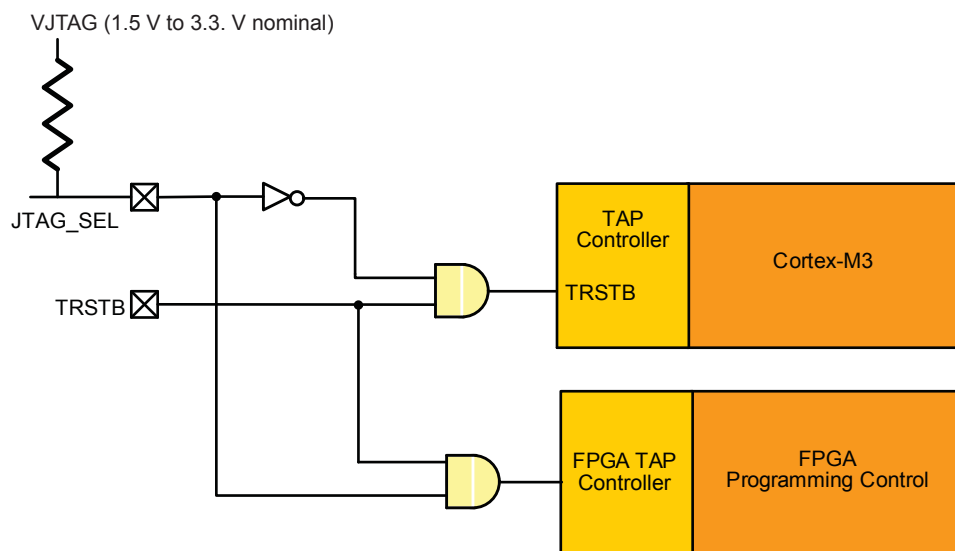 VJTAG (1.5 V to 3.3. V nominal)
JTAG_SEL
TRSTB
TAP
Controller
TRSTB
Cortex-M3
FPGA TAP
Controller
FPGA
Programming Control